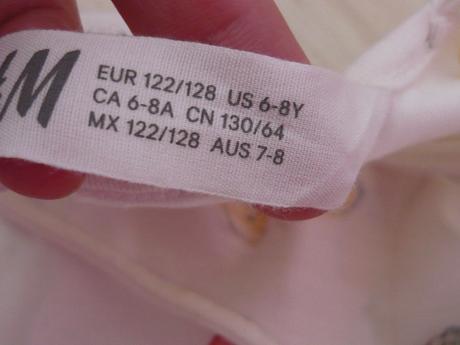 H&M
EUR 122/128 US 6-8Y
CA 6-8A CN 130/64
MX 122/128 AUS 7-8